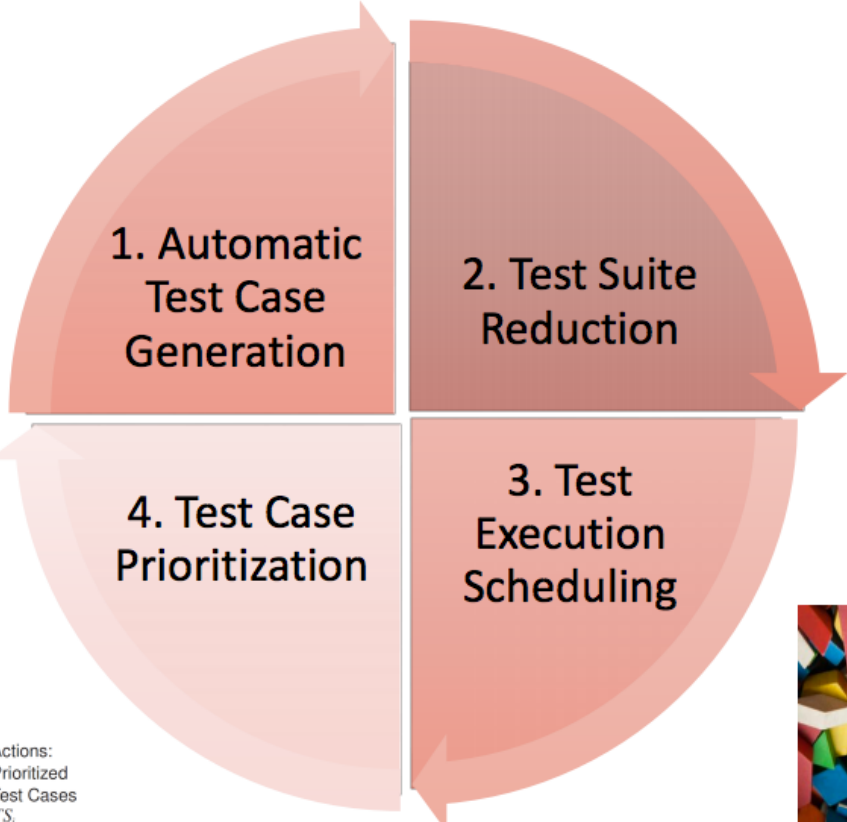 1. Automatic
Test Case
Generation
2. Test Suite
Reduction
3. Test
Execution
Scheduling
4. Test Case
Prioritization
ctions:
rioritized
est Cases
TS.